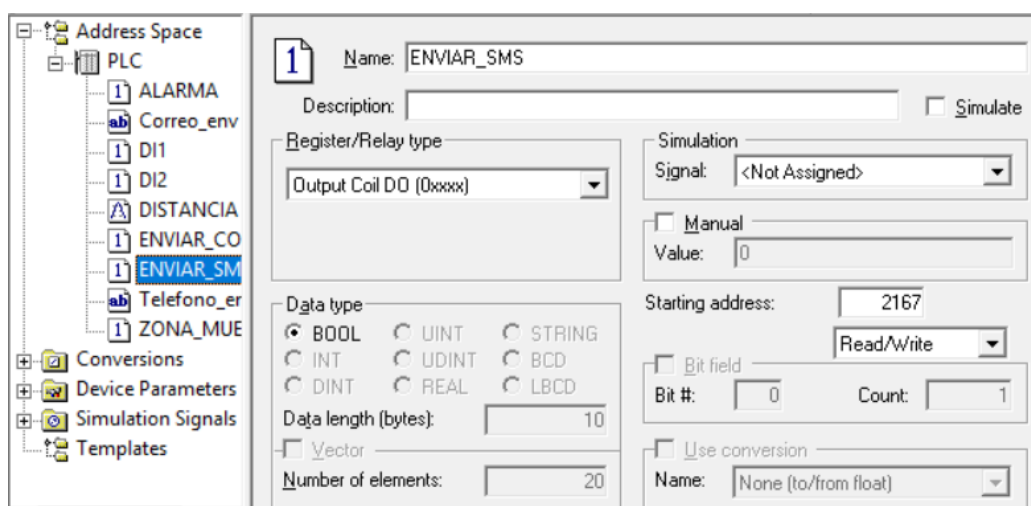 Address Space
PLC
ALARMA
Correo_env
DI1
DI2
DISTANCIA
ENVIAR_CO
ENVIAR_SM
Telefono_er
ZONA_MUE
Conversions
Device Parameters
Simulation Signals
Templates
1
Name: ENVIAR_SMS
Description:
Simulate
Register/Relay type
Output Coil DO (0xxxx)
Simulation
Signal: <Not Assigned>
Manual
Value: 0
Data type
BOOL UINT STRING
INT UDINT BCD
DINT REAL LBCD
Data length (bytes): 10
Vector
Number of elements: 20
Starting address: 2167
Read/Write
Bit field
Bit #: 0 Count: 1
Use conversion
Name: None (to/from float)